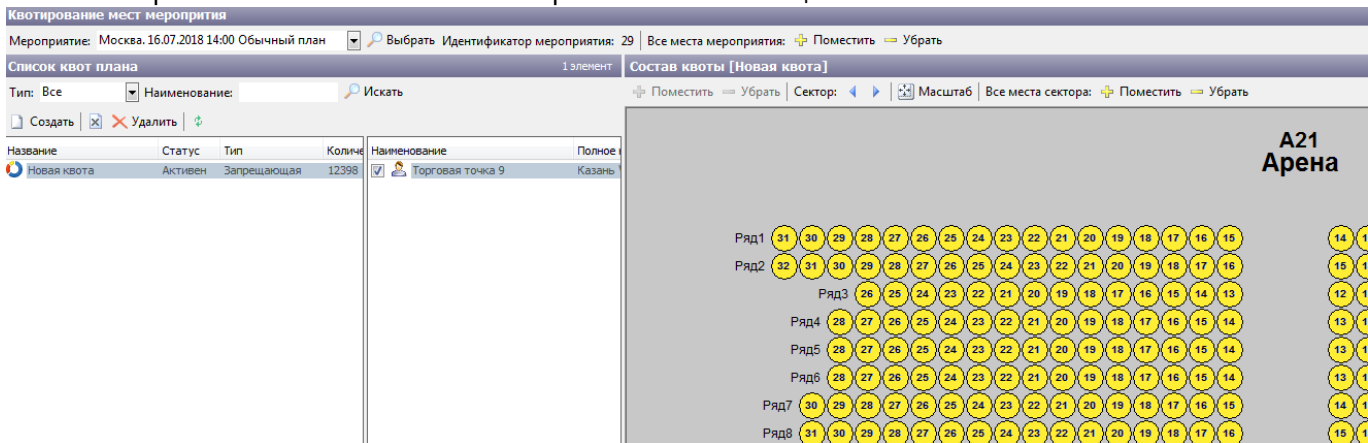 Квотирование мест мероприятия
Мероприятие: Москва. 16.07.2018 14:00 Обычный план Выбрать Идентификатор мероприятия: 29 Все места мероприятия: Поместить Убрать
Список квот плана 1 элемент Состав квоты [Новая квота]
Тип: Все Наименование: Искать Поместить Убрать Сектор: Масштаб Все места сектора: Поместить Убрать
Создать Удалить
Название Статус Тип Количе Наименование Полное
Новая квота Активен Запрещающая 12398 Торговая точка 9 Казань
A21
Арена
Ряд1 31 30 29 28 27 26 25 24 23 22 21 20 19 18 17 16 15 14
Ряд2 32 31 30 29 28 27 26 25 24 23 22 21 20 19 18 17 16 15
Ряд3 26 25 24 23 22 21 20 19 18 17 16 15 14 13 12
Ряд4 28 27 26 25 24 23 22 21 20 19 18 17 16 15 14 13
Ряд5 28 27 26 25 24 23 22 21 20 19 18 17 16 15 14 13
Ряд6 28 27 26 25 24 23 22 21 20 19 18 17 16 15 14 13
Ряд7 30 29 28 27 26 25 24 23 22 21 20 19 18 17 16 15 14
Ряд8 31 30 29 28 27 26 25 24 23 22 21 20 19 18 17 16 15